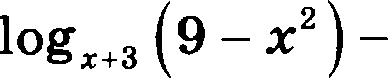 log_{x+3} (9 − x²) −